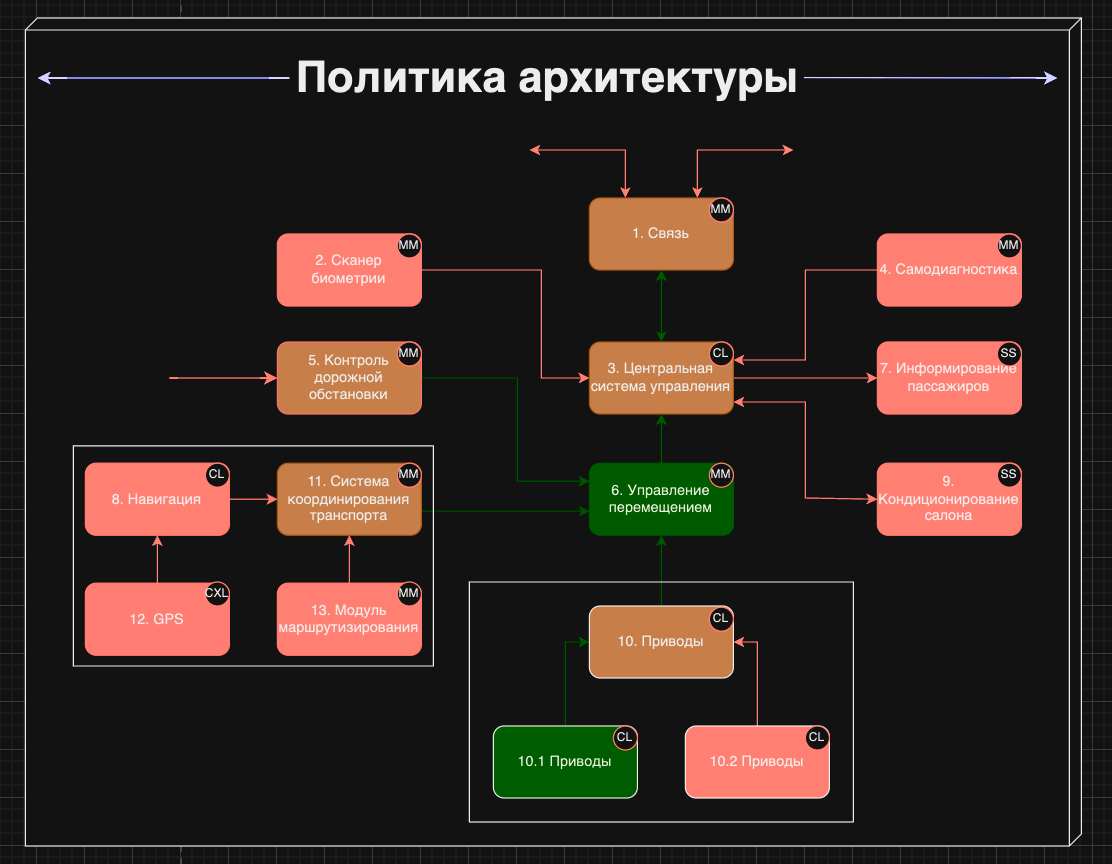 Политика архитектуры
MM
1. Связь
MM
2. Сканер
биометрии
MM
4. Самодиагностика
MM
5. Контроль
дорожной
обстановки
CL
3. Центральная
система управления
SS
7. Информирование
пассажиров
CL
8. Навигация
MM
11. Система
координирования
транспорта
MM
6. Управление
перемещением
SS
9.
Кондиционирование
салона
CXL
12. GPS
MM
13. Модуль
маршрутизирования
CL
10. Приводы
CL
10.1 Приводы
CL
10.2 Приводы